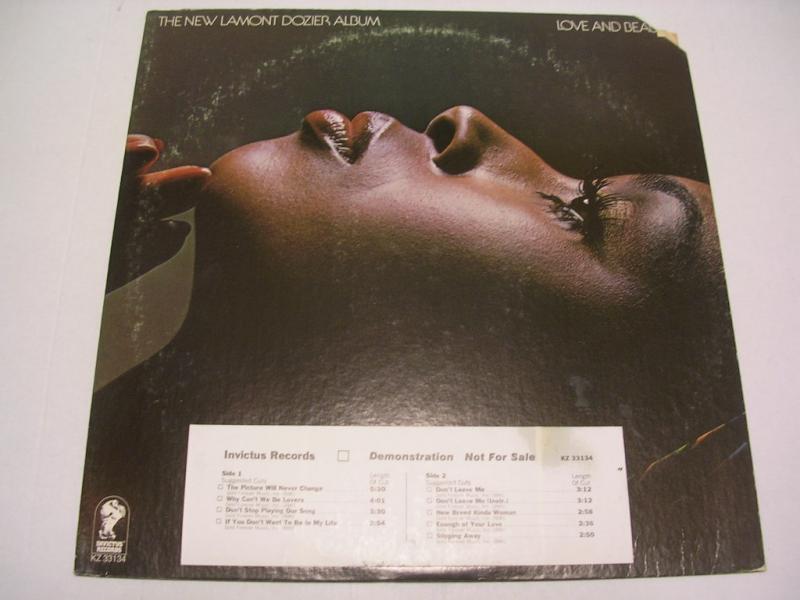 THE NEW LAMONT DOZIER ALBUM
LOVE AND BEA
Invictus Records
Demonstration Not For Sale
KZ 33134
Side 1
Suggested Cuts
Length
Of Cut
The Picture Will Never Change
Why Can't We Be Lovers
4:01
Don't Stop Playing Our Song
3:30
If You Don't Want To Be In My Life
2:54
Side 2
Suggested Cuts
Length
Of Cut
Don't Leave Me
3:12
Don't Leave Me (Instr.)
3:12
New Breed Kinda Woman
2:58
Enough of Your Love
2:36
Slipping Away
2:50
INVICTUS
RECORDS
KZ 33134